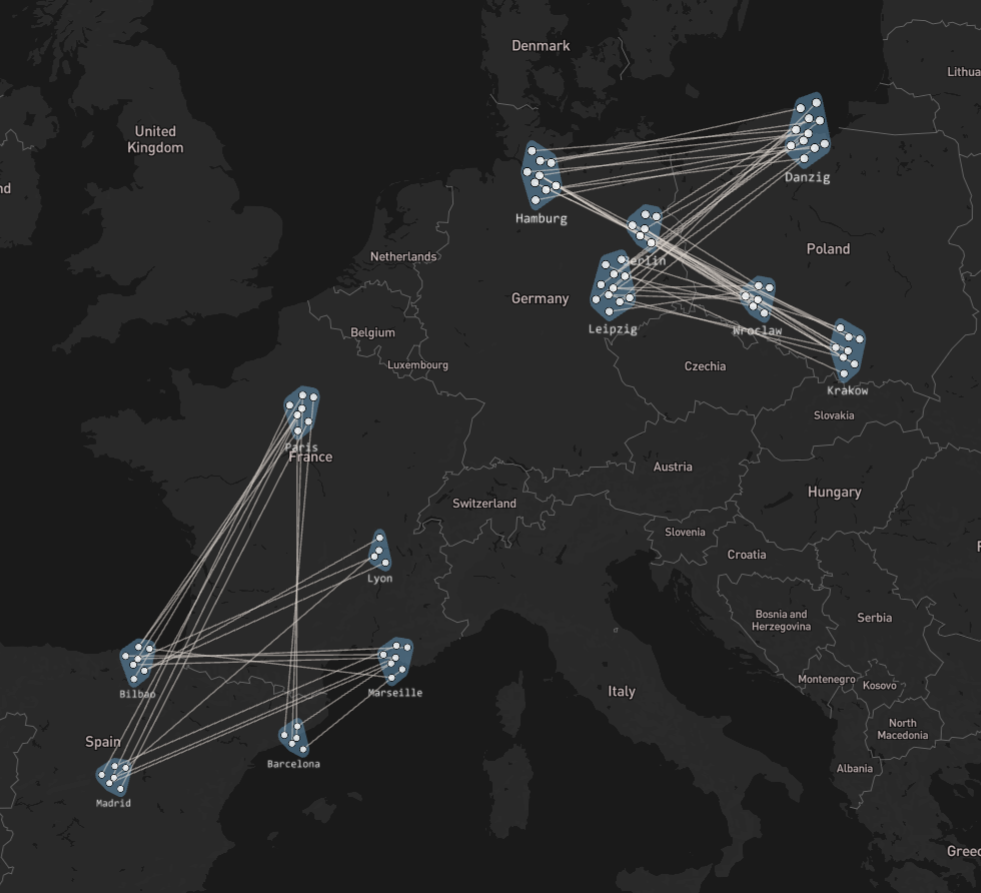 Denmark
Lithua
United
Kingdom
Danzig
nd
Hamburg
Poland
Netherlands
Berlin
Germany
Leipzig
Wroclaw
Belgium
Luxembourg
Czechia
Krakow
Slovakia
Paris
France
Austria
Hungary
Switzerland
Slovenia
Croatia
Lyon
Bosnia and
Herzegovina
Serbia
Bilbao
Marseille
Italy
Montenegro
Kosovo
North
Macedonia
Spain
Barcelona
Albania
Madrid
Greec